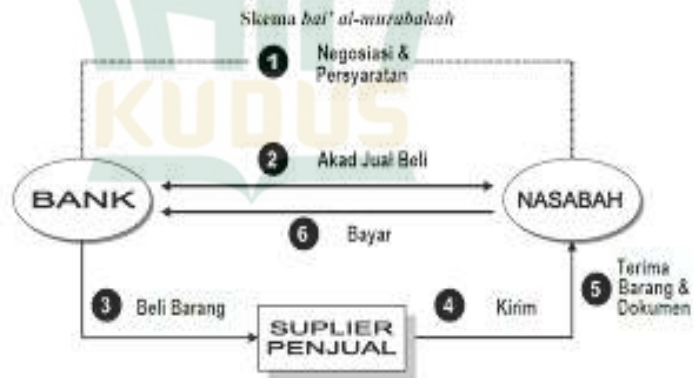 Skema bai' al-murabahah
1 Negosiasi &
Persyaratan
KUDUS
2 Akad Jual Beli
BANK
NASABAH
6 Bayar
3 Beli Barang
SUPLIER
PENJUAL
4 Kirim
5 Terima
Barang &
Dokumen